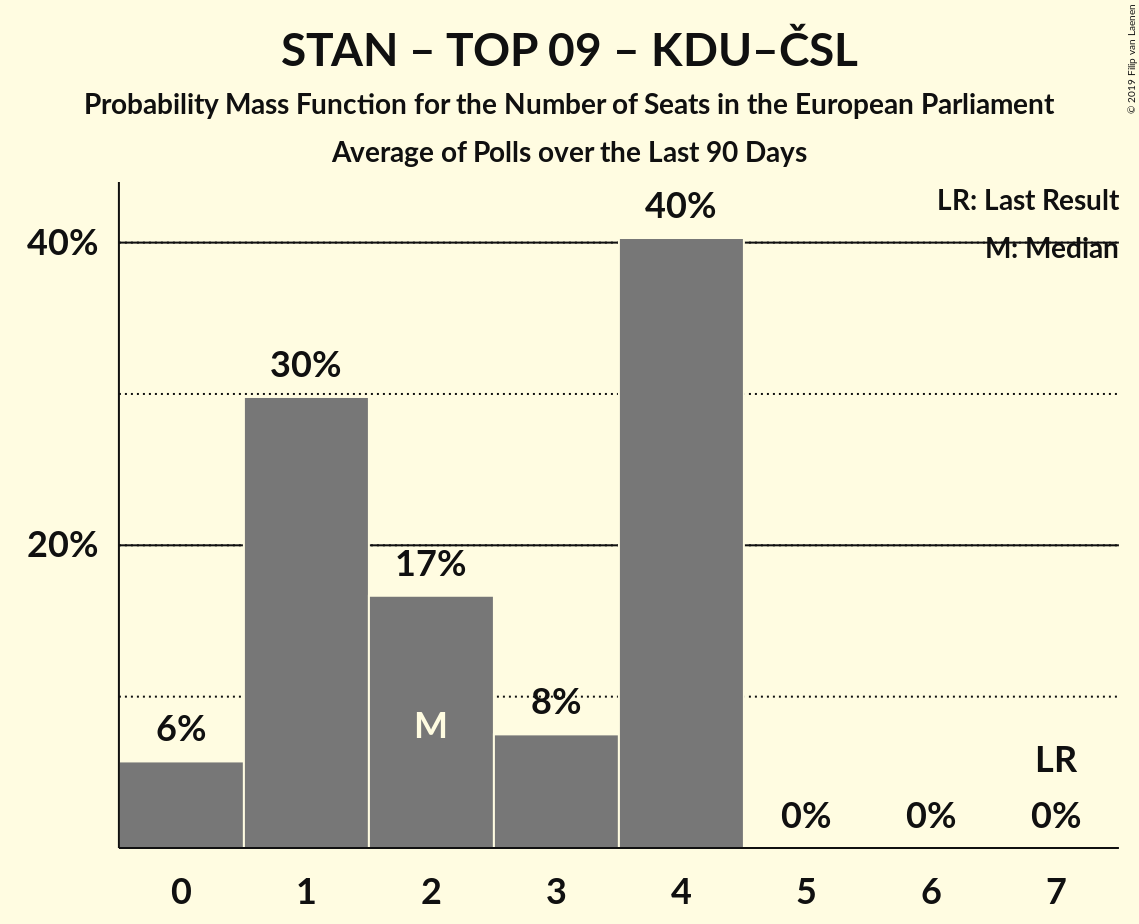 STAN – TOP 09 – KDU–ČSL
Probability Mass Function for the Number of Seats in the European Parliament
Average of Polls over the Last 90 Days
© 2019 Filip van Laenen
LR: Last Result
M: Median
40%
20%
6%
30%
17%
8%
40%
0%
0%
0%
M
LR
0 1 2 3 4 5 6 7